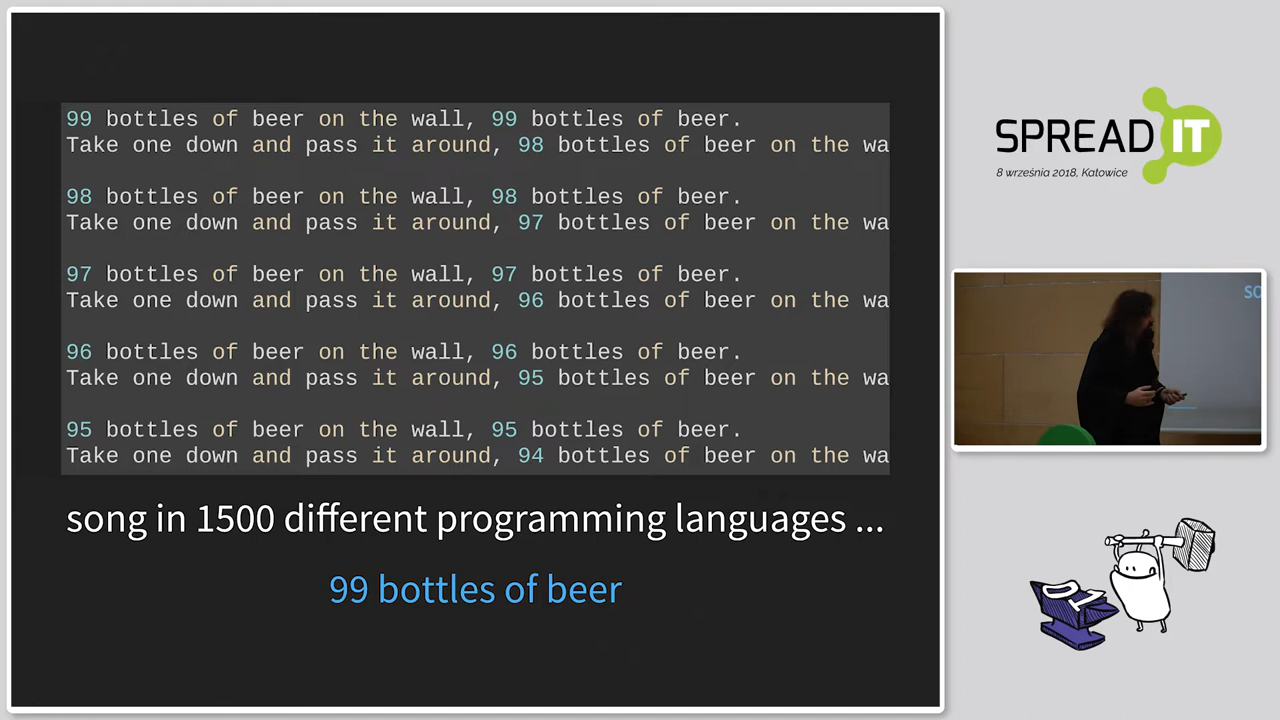 99 bottles of beer on the wall, 99 bottles of beer.
Take one down and pass it around, 98 bottles of beer on the wa
98 bottles of beer on the wall, 98 bottles of beer.
Take one down and pass it around, 97 bottles of beer on the wa
97 bottles of beer on the wall, 97 bottles of beer.
Take one down and pass it around, 96 bottles of beer on the wa
96 bottles of beer on the wall, 96 bottles of beer.
Take one down and pass it around, 95 bottles of beer on the wa
95 bottles of beer on the wall, 95 bottles of beer.
Take one down and pass it around, 94 bottles of beer on the wa
song in 1500 different programming languages ...
99 bottles of beer
SPREAD IT
8 września 2018, Katowice
SO
01